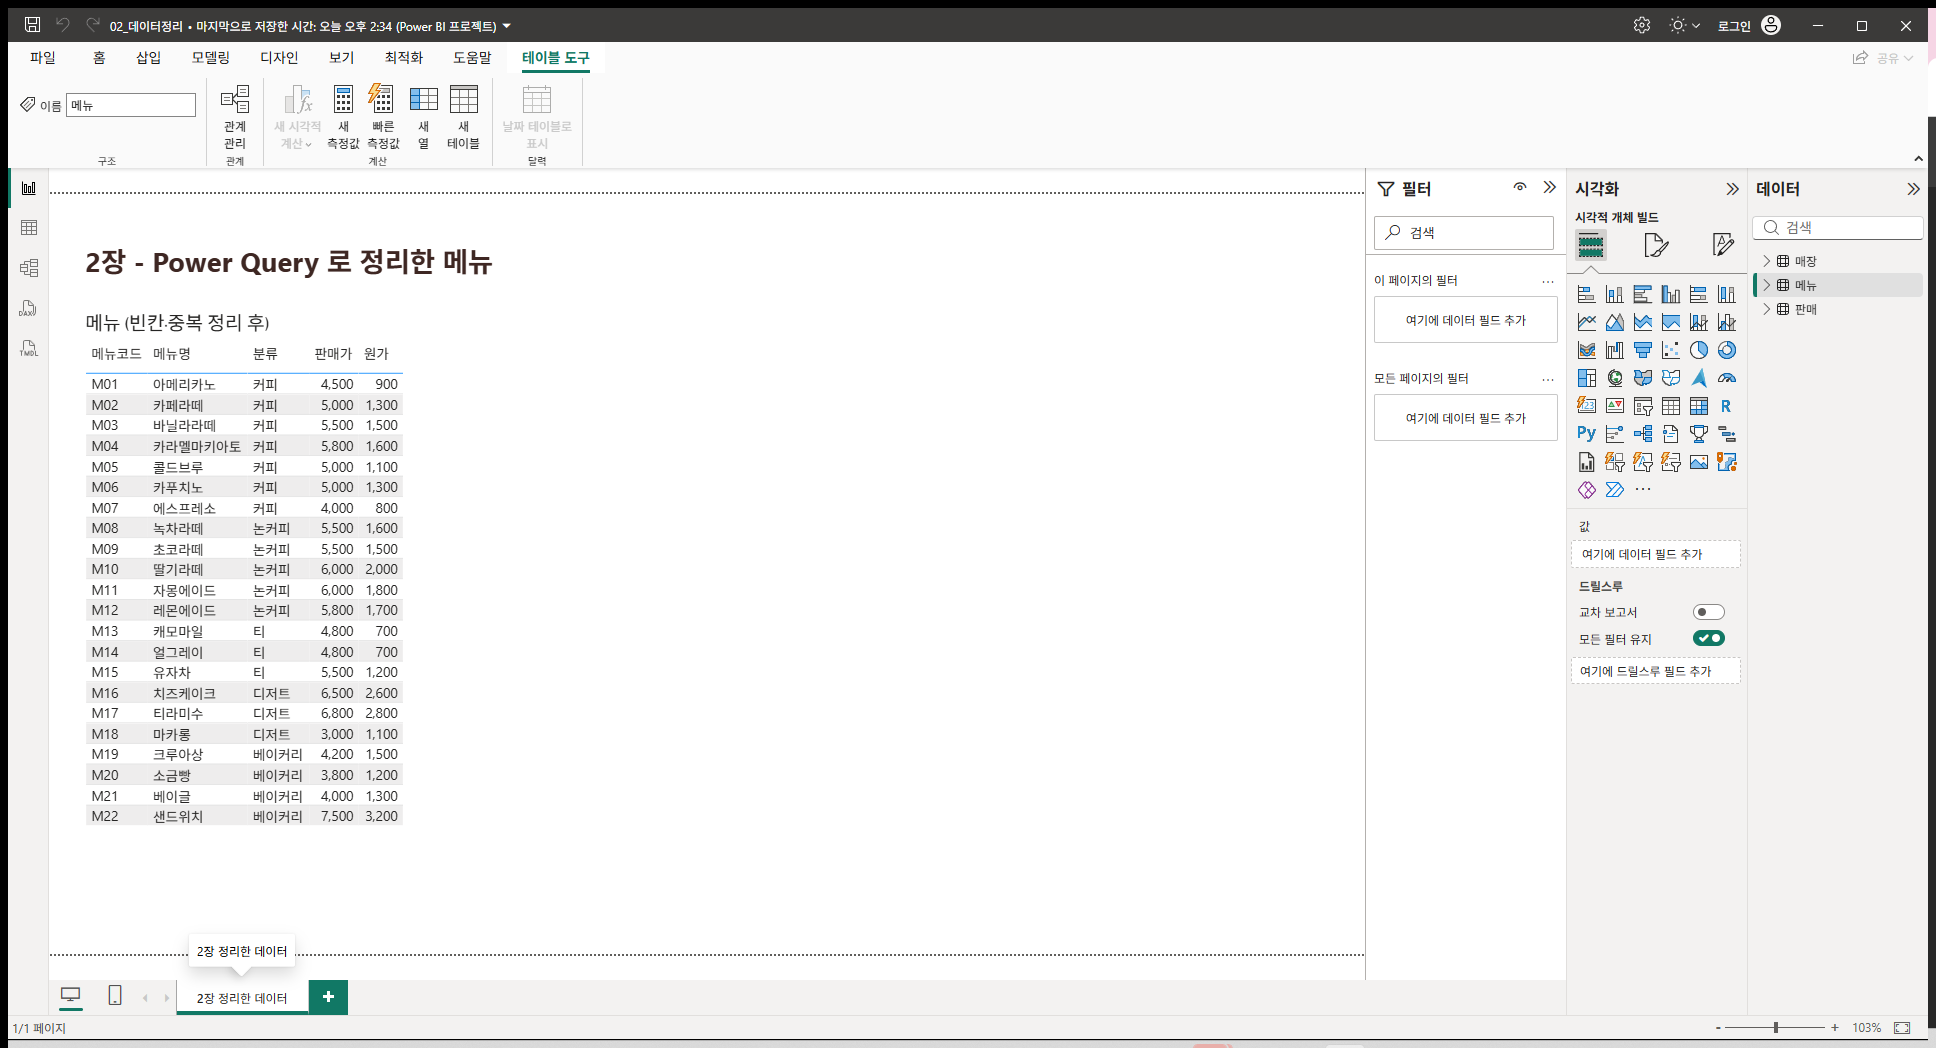 02_데이터정리 • 마지막으로 저장한 시간: 오늘 오후 2:34 (Power BI 프로젝트)
로그인
파일 홈 삽입 모델링 디자인 보기 최적화 도움말 테이블 도구
공유
이름 메뉴
구조
관계 관리
관계
새 시각적 계산
새 측정값
빠른 측정값
새 열
새 테이블
계산
날짜 테이블로 표시
달력
DAX
TMDL
2장 - Power Query 로 정리한 메뉴
메뉴 (빈칸·중복 정리 후)
메뉴코드 메뉴명 분류 판매가 원가
M01 아메리카노 커피 4,500 900
M02 카페라떼 커피 5,000 1,300
M03 바닐라라떼 커피 5,500 1,500
M04 카라멜마키아토 커피 5,800 1,600
M05 콜드브루 커피 5,000 1,100
M06 카푸치노 커피 5,000 1,300
M07 에스프레소 커피 4,000 800
M08 녹차라떼 논커피 5,500 1,600
M09 초코라떼 논커피 5,500 1,500
M10 딸기라떼 논커피 6,000 2,000
M11 자몽에이드 논커피 6,000 1,800
M12 레몬에이드 논커피 5,800 1,700
M13 캐모마일 티 4,800 700
M14 얼그레이 티 4,800 700
M15 유자차 티 5,500 1,200
M16 치즈케이크 디저트 6,500 2,600
M17 티라미수 디저트 6,800 2,800
M18 마카롱 디저트 3,000 1,100
M19 크루아상 베이커리 4,200 1,500
M20 소금빵 베이커리 3,800 1,200
M21 베이글 베이커리 4,000 1,300
M22 샌드위치 베이커리 7,500 3,200
2장 정리한 데이터
2장 정리한 데이터
1/1 페이지
필터
검색
이 페이지의 필터 ...
여기에 데이터 필드 추가
모든 페이지의 필터 ...
여기에 데이터 필드 추가
시각화
시각적 개체 빌드
123
R
Py
...
값
여기에 데이터 필드 추가
드릴스루
교차 보고서
모든 필터 유지
여기에 드릴스루 필드 추가
데이터
검색
매장
메뉴
판매
- + 103%